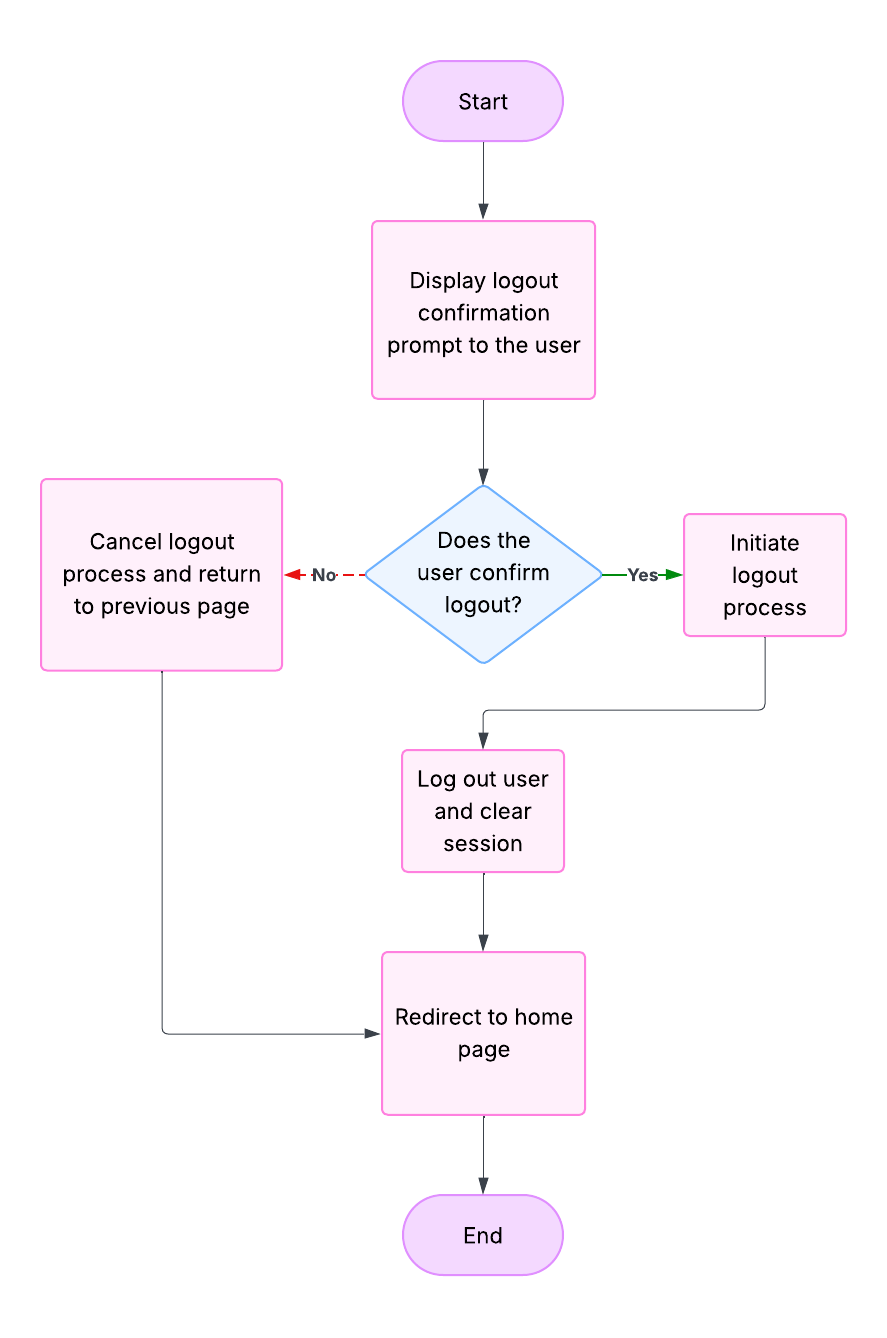 Start
Display logout
confirmation
prompt to the user
Does the
user confirm
logout?
No
Yes
Cancel logout
process and return
to previous page
Initiate
logout
process
Log out user
and clear
session
Redirect to home
page
End